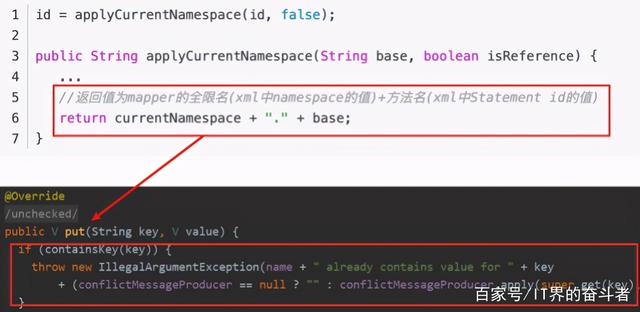 1 id = applyCurrentNamespace(id, false);
2
3 public String applyCurrentNamespace(String base, boolean isReference) {
4 ...
5 //返回值为mapper的全限名(xml中namespace的值)+方法名(xml中Statement id的值)
6 return currentNamespace + "." + base;
7 }
@Override
/unchecked/
public V put(String key, V value) {
if (containsKey(key)) {
throw new IllegalArgumentException(name + " already contains value for " + key
+ (conflictMessageProducer == null ? "" : conflictMessageProducer.apply(super.get(key)
}
百家号/IT界的奋斗者